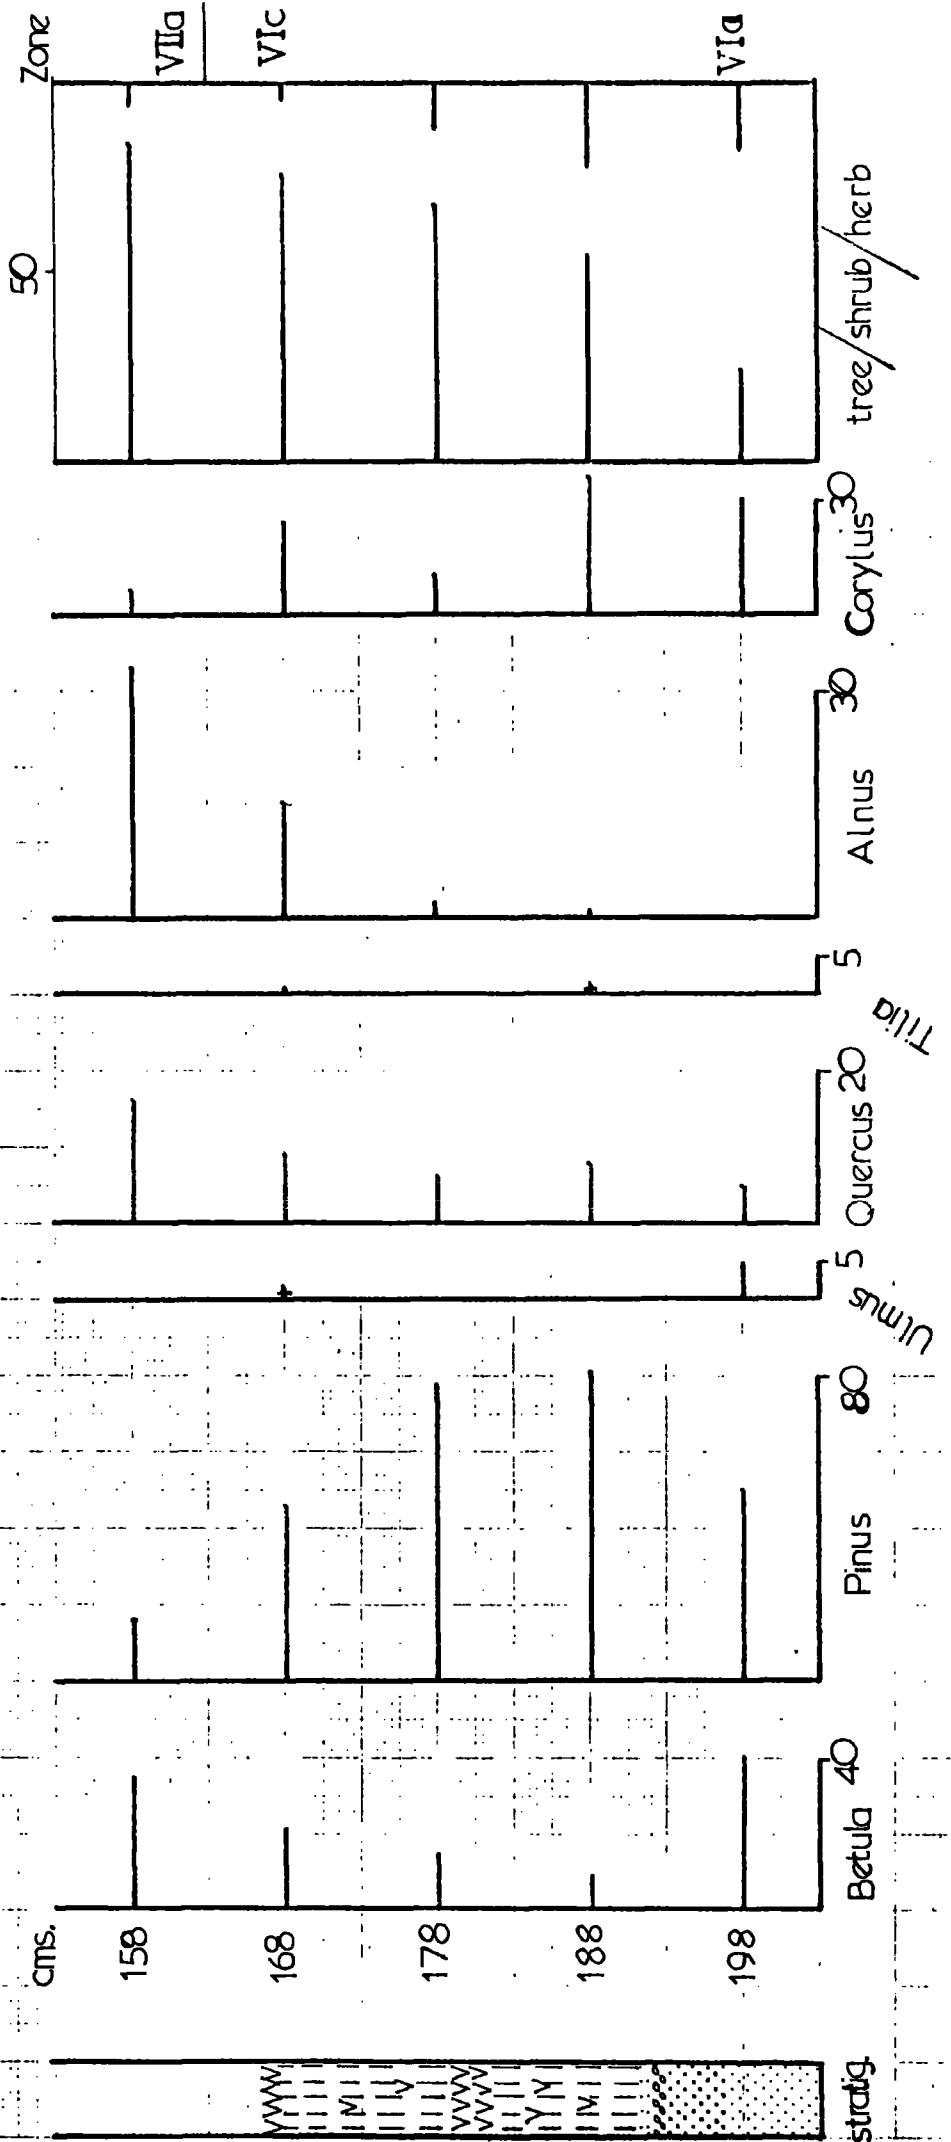 cms.
158
168
178
188
198
stratig.
Betula 40
Pinus 80
Ulmus 5
Quercus 20
Tilia 5
Alnus 30
Corylus 30
tree/shrub/herb
50
Zone
VIIa
VIc
VIa